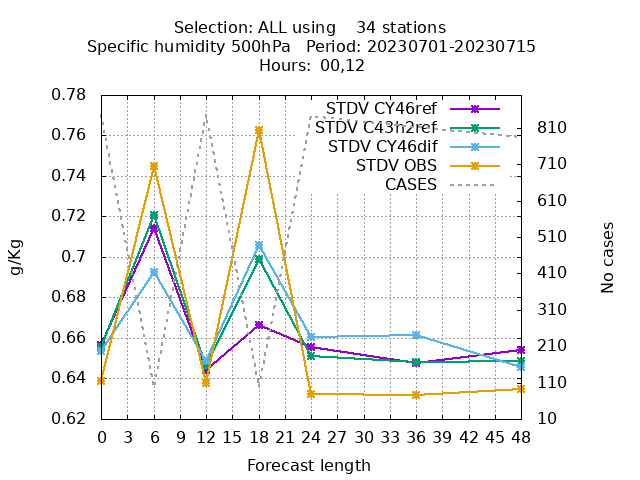 Selection: ALL using    34 stations
Specific humidity 500hPa   Period: 20230701-20230715
Hours:  00,12
STDV CY46ref
STDV C43h2ref
STDV CY46dif
STDV OBS
CASES
0.78
0.76
0.74
0.72
0.7
0.68
0.66
0.64
0.62
g/Kg
810
710
610
510
410
310
210
110
10
No cases
0 3 6 9 12 15 18 21 24 27 30 33 36 39 42 45 48
Forecast length